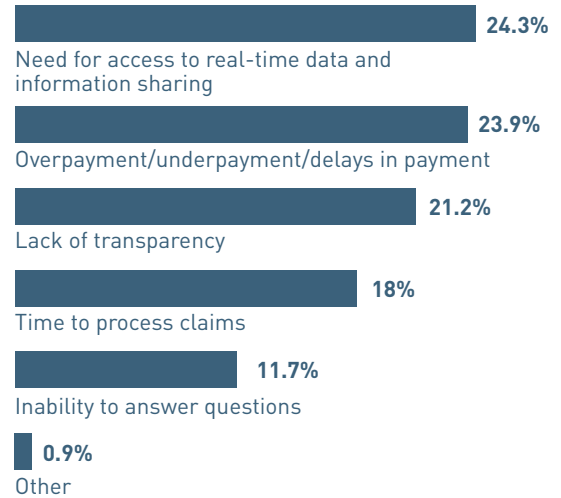 24.3%
Need for access to real-time data and
information sharing
23.9%
Overpayment/underpayment/delays in payment
21.2%
Lack of transparency
18%
Time to process claims
11.7%
Inability to answer questions
0.9%
Other